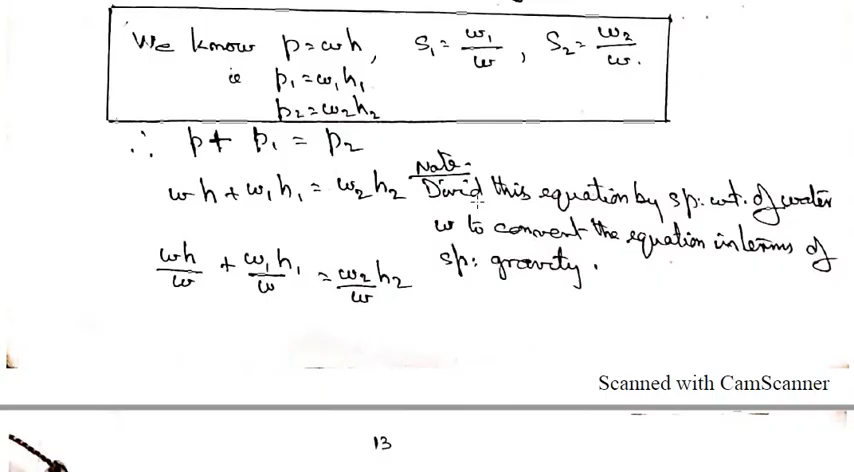 We know p=wh, S₁ = w₁/w, S₂ = w₂/w.
ie p₁=w₁h₁
p₂=w₂h₂
∴ p + p₁ = p₂
Note-
wh + w₁h₁ = w₂h₂ Divid this equation by sp. wt. of water
w to convert the equation in terms of
wh/w + w₁h₁/w = w₂h₂/w sp. gravity.
Scanned with CamScanner
13